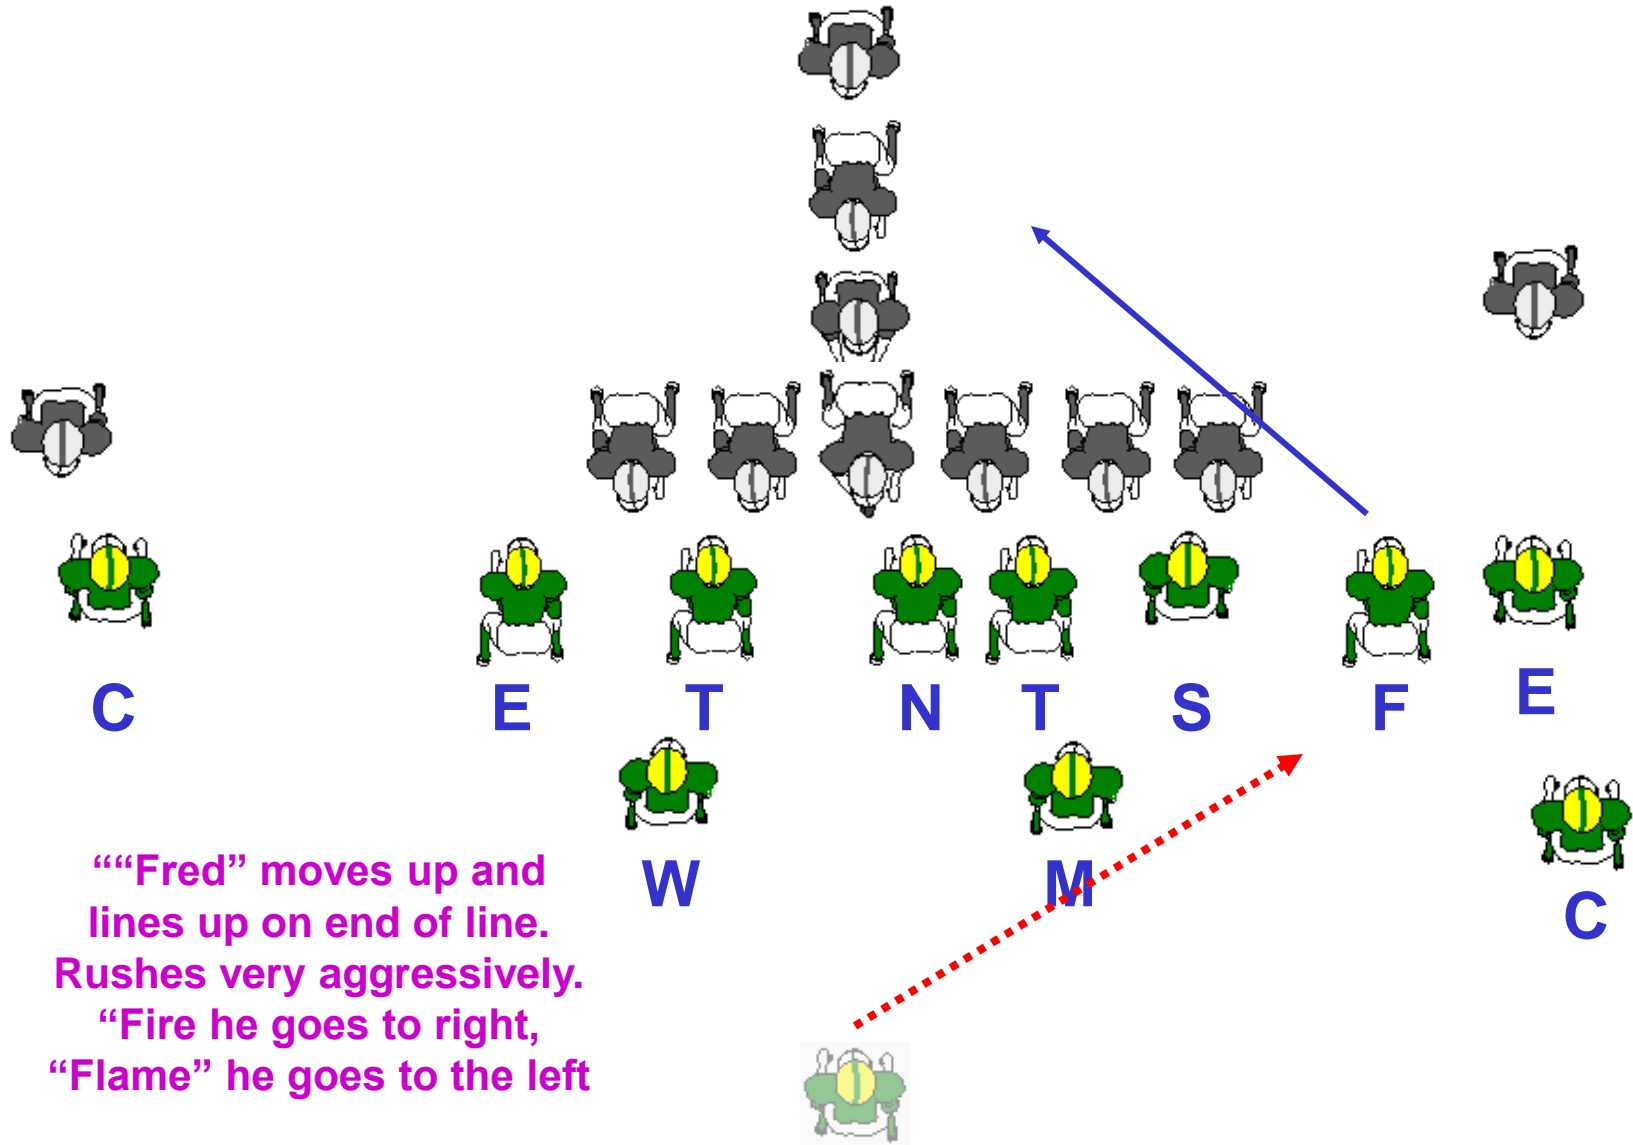 C E T N T S F E
W M C
““Fred” moves up and
lines up on end of line.
Rushes very aggressively.
“Fire he goes to right,
“Flame” he goes to the left